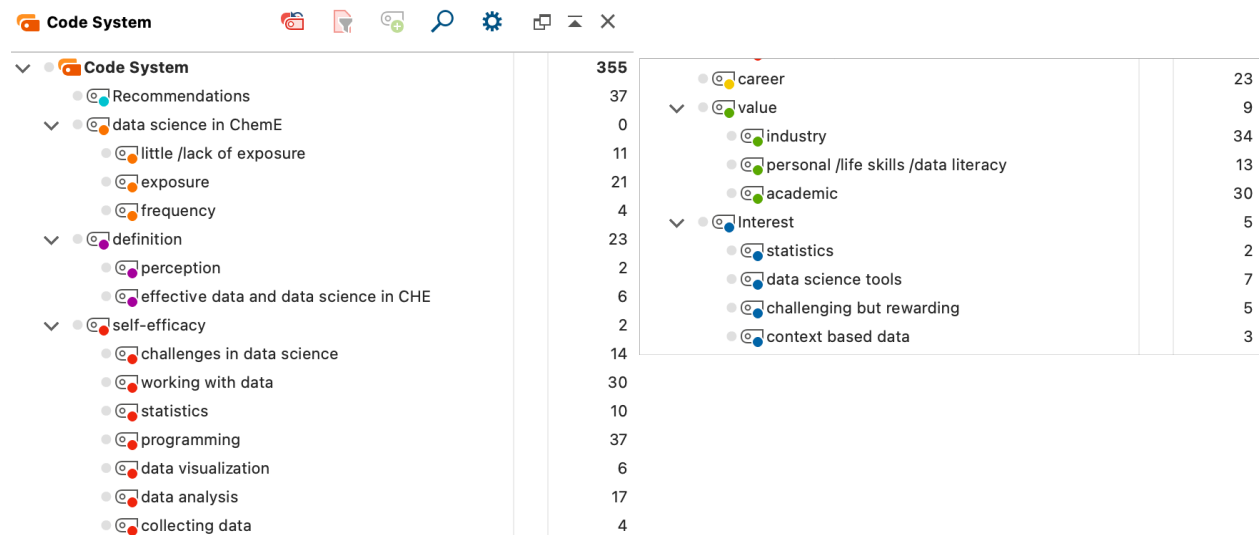 Code System
Code System 355
Recommendations 37
data science in ChemE 0
little /lack of exposure 11
exposure 21
frequency 4
definition 23
perception 2
effective data and data science in CHE 6
self-efficacy 2
challenges in data science 14
working with data 30
statistics 10
programming 37
data visualization 6
data analysis 17
collecting data 4
career 23
value 9
industry 34
personal /life skills /data literacy 13
academic 30
Interest 5
statistics 2
data science tools 7
challenging but rewarding 5
context based data 3